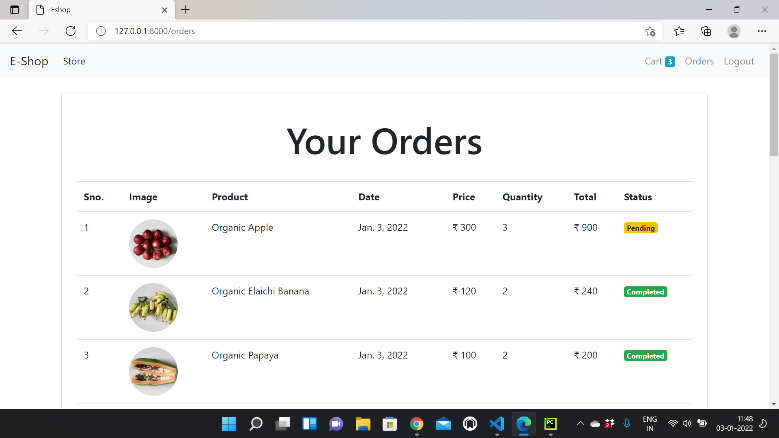 Eshop
127.0.0.1:8000/orders
E-Shop Store Cart 3 Orders Logout
Your Orders
Sno. Image Product Date Price Quantity Total Status
1 Organic Apple Jan. 3, 2022 ₹ 300 3 ₹ 900 Pending
2 Organic Elaichi Banana Jan. 3, 2022 ₹ 120 2 ₹ 240 Completed
3 Organic Papaya Jan. 3, 2022 ₹ 100 2 ₹ 200 Completed
PC
ENG 11:48
IN 03-01-2022